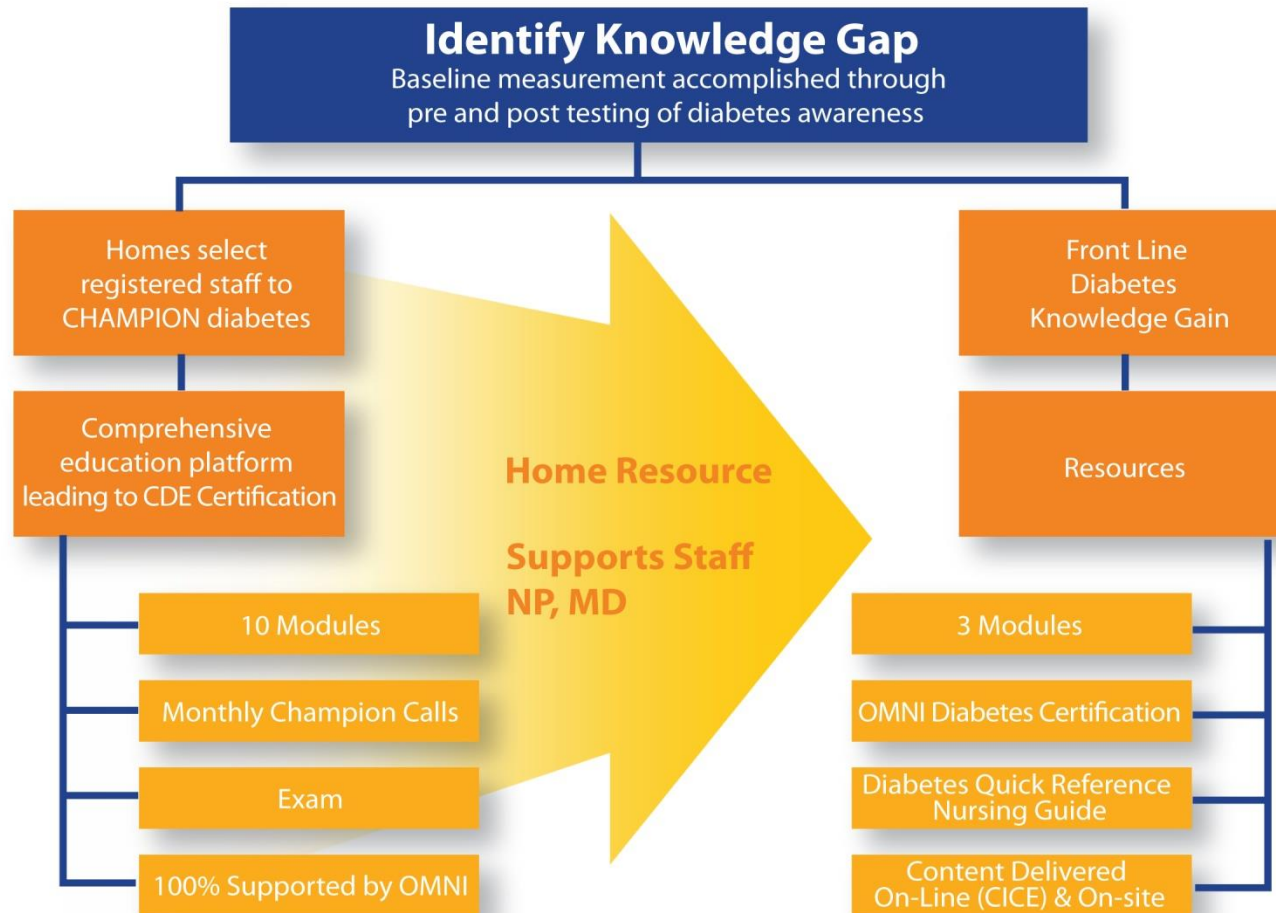 Identify Knowledge Gap
Baseline measurement accomplished through
pre and post testing of diabetes awareness
Homes select
registered staff to
CHAMPION diabetes
Comprehensive
education platform
leading to CDE Certification
10 Modules
Monthly Champion Calls
Exam
100% Supported by OMNI
Home Resource
Supports Staff
NP, MD
Front Line
Diabetes
Knowledge Gain
Resources
3 Modules
OMNI Diabetes Certification
Diabetes Quick Reference
Nursing Guide
Content Delivered
On-Line (CICE) & On-site